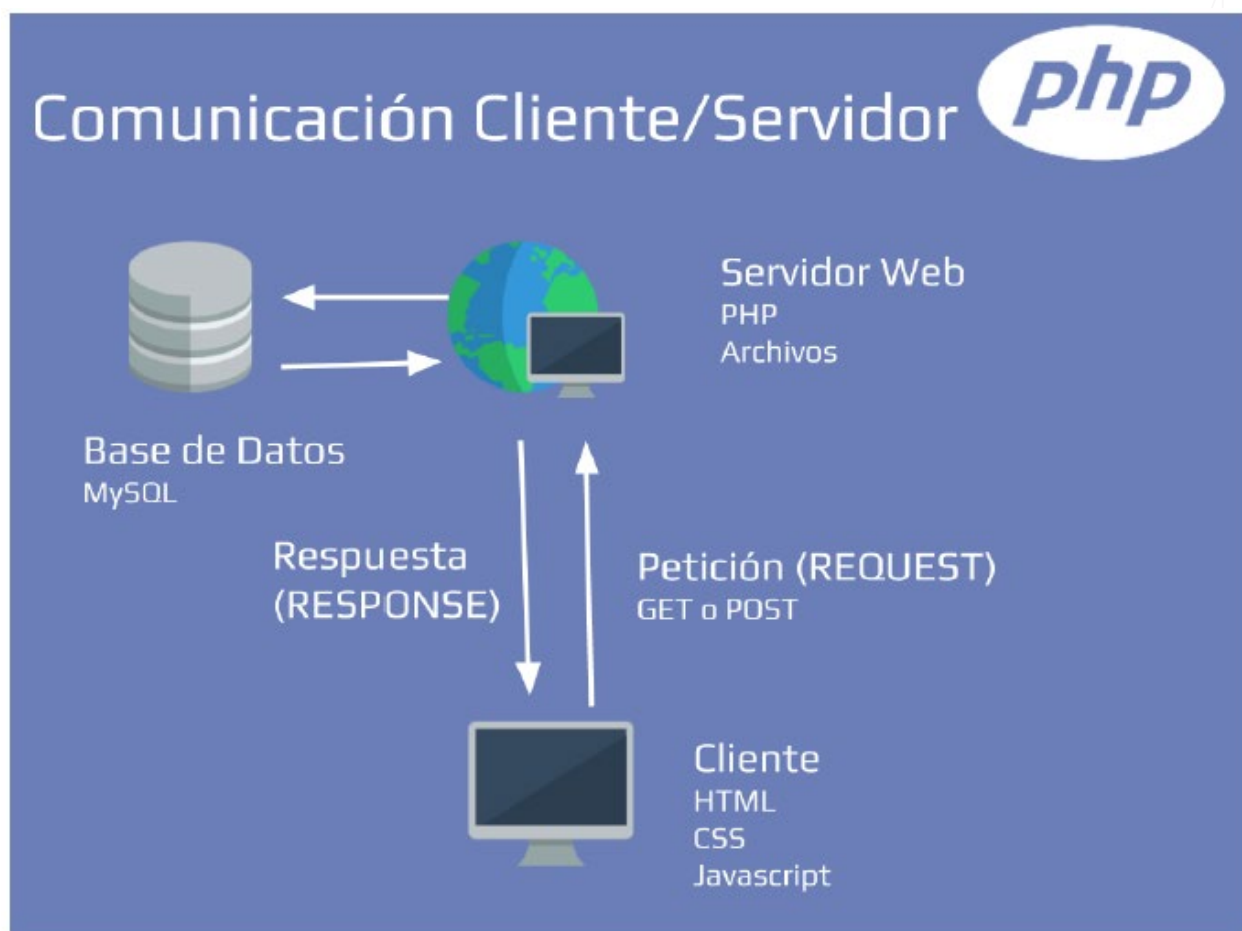 Comunicación Cliente/Servidor
php
Servidor Web
PHP
Archivos
Base de Datos
MySQL
Respuesta
(RESPONSE)
Petición (REQUEST)
GET o POST
Cliente
HTML
CSS
Javascript